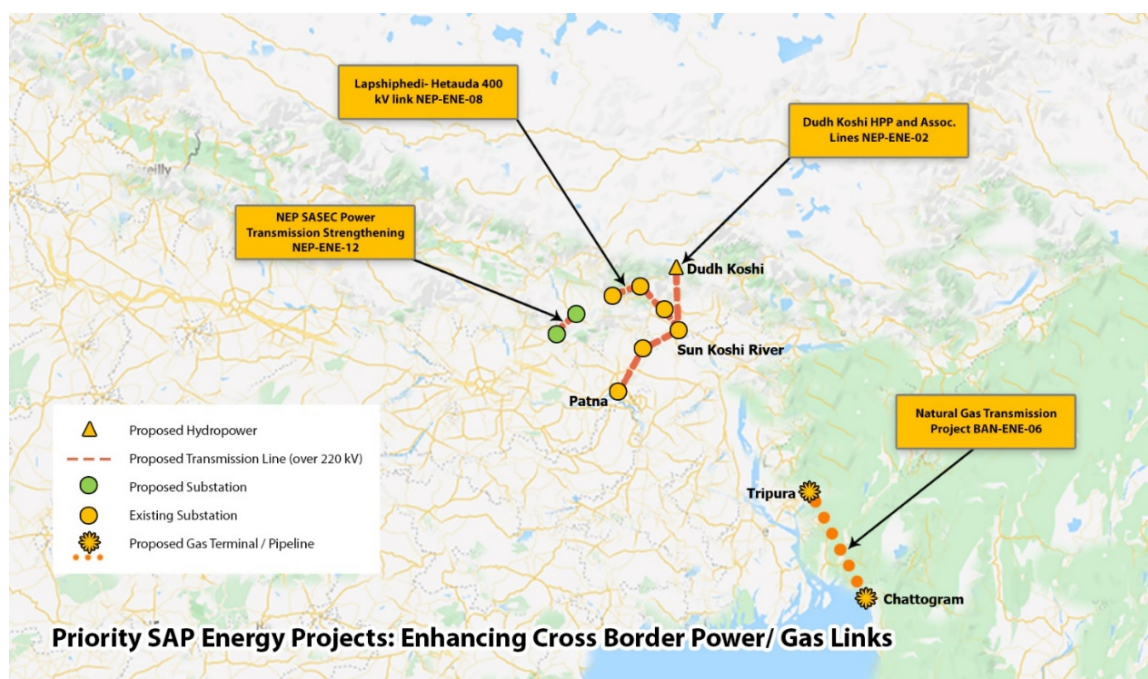 Lapshiphedi- Hetauda 400
kV link NEP-ENE-08
Dudh Koshi HPP and Assoc.
Lines NEP-ENE-02
NEP SASEC Power
Transmission Strengthening
NEP-ENE-12
Dudh Koshi
Sun Koshi River
Patna
Natural Gas Transmission
Project BAN-ENE-06
Tripura
Chattogram
Proposed Hydropower
Proposed Transmission Line (over 220 kV)
Proposed Substation
Existing Substation
Proposed Gas Terminal / Pipeline
Priority SAP Energy Projects: Enhancing Cross Border Power/ Gas Links